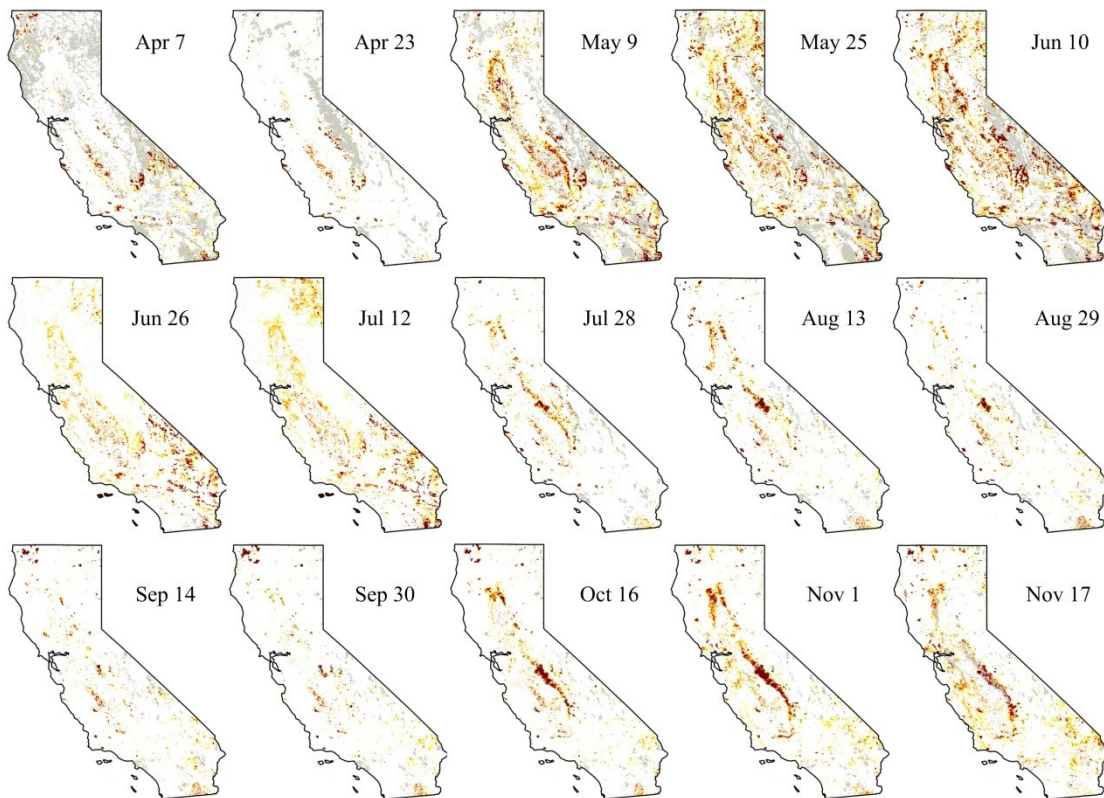 Apr 7
Apr 23
May 9
May 25
Jun 10
Jun 26
Jul 12
Jul 28
Aug 13
Aug 29
Sep 14
Sep 30
Oct 16
Nov 1
Nov 17